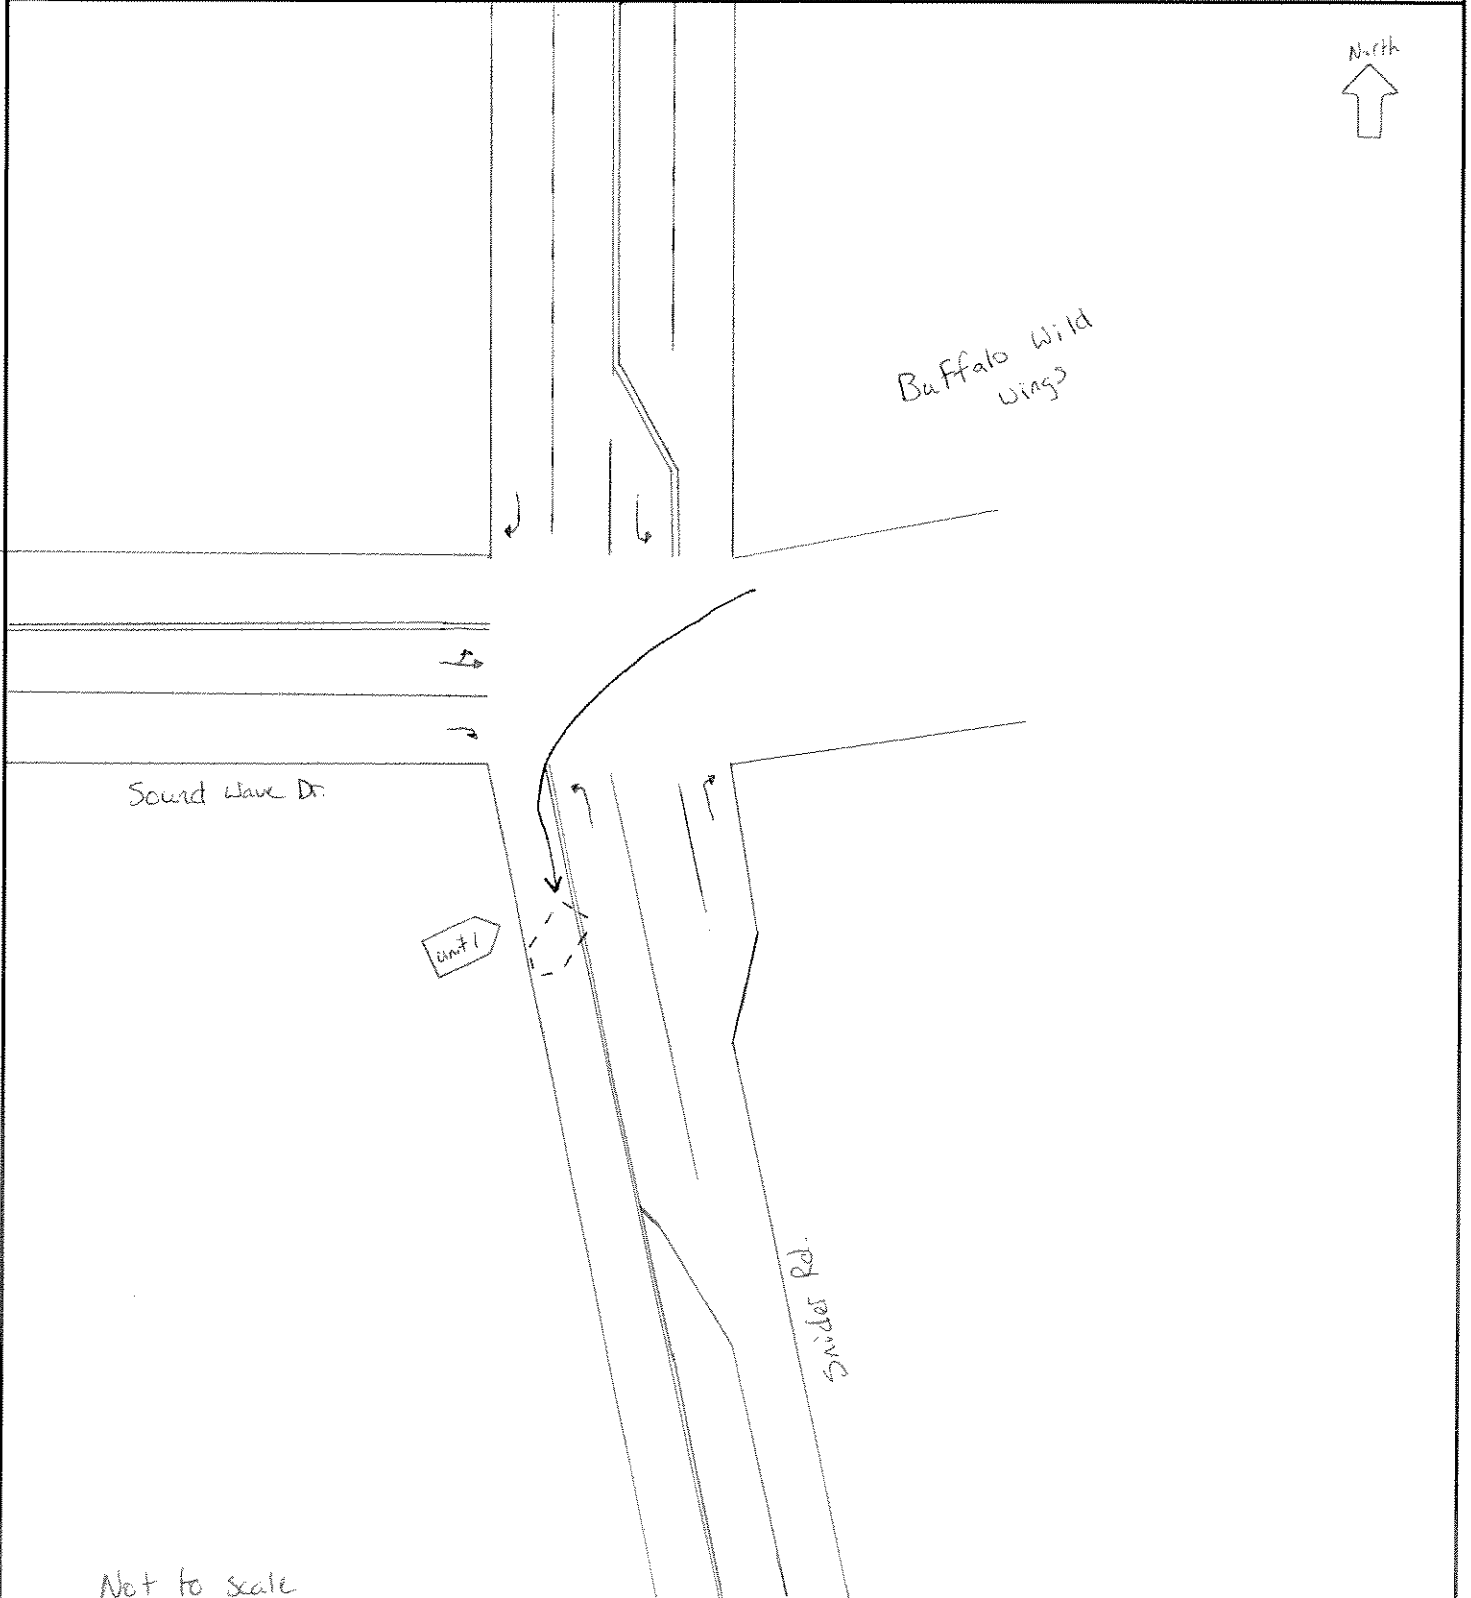 North
Buffalo Wild
Wings
Sound Wave Dr.
Unit 1
Snider Rd.
Not to scale